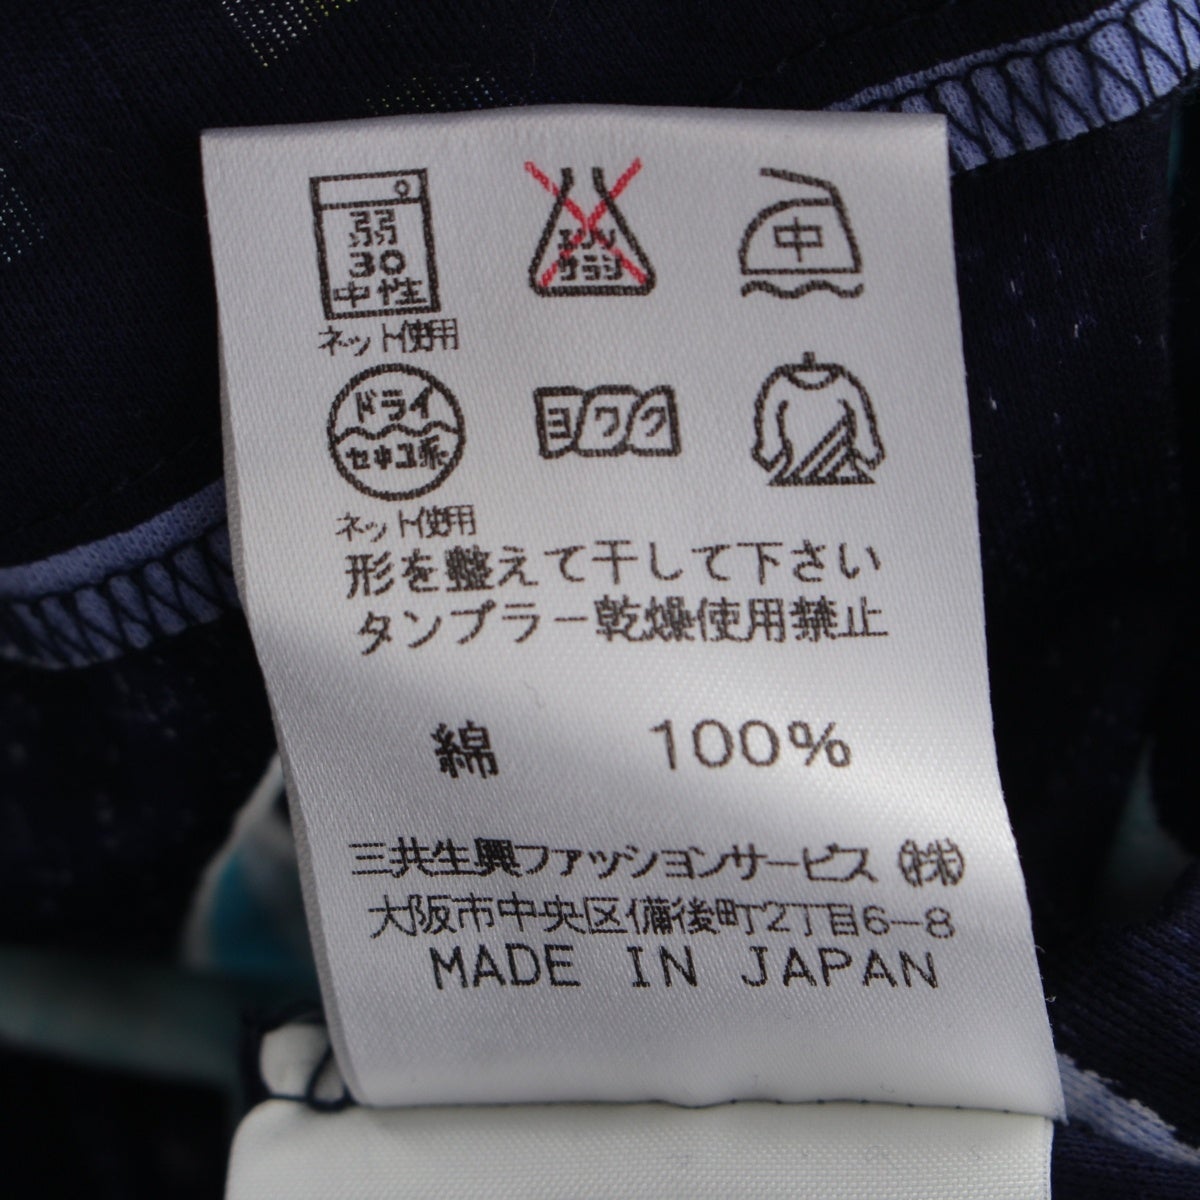 弱
30
中性
ネット使用
エンソ
サラシ
中
ドライ
セキユ系
ネット使用
ヨワク
形を整えて干して下さい
タンブラー乾燥使用禁止
綿 100%
三共生興ファッションサービス ㈱
大阪市中央区備後町2丁目6-8
MADE IN JAPAN